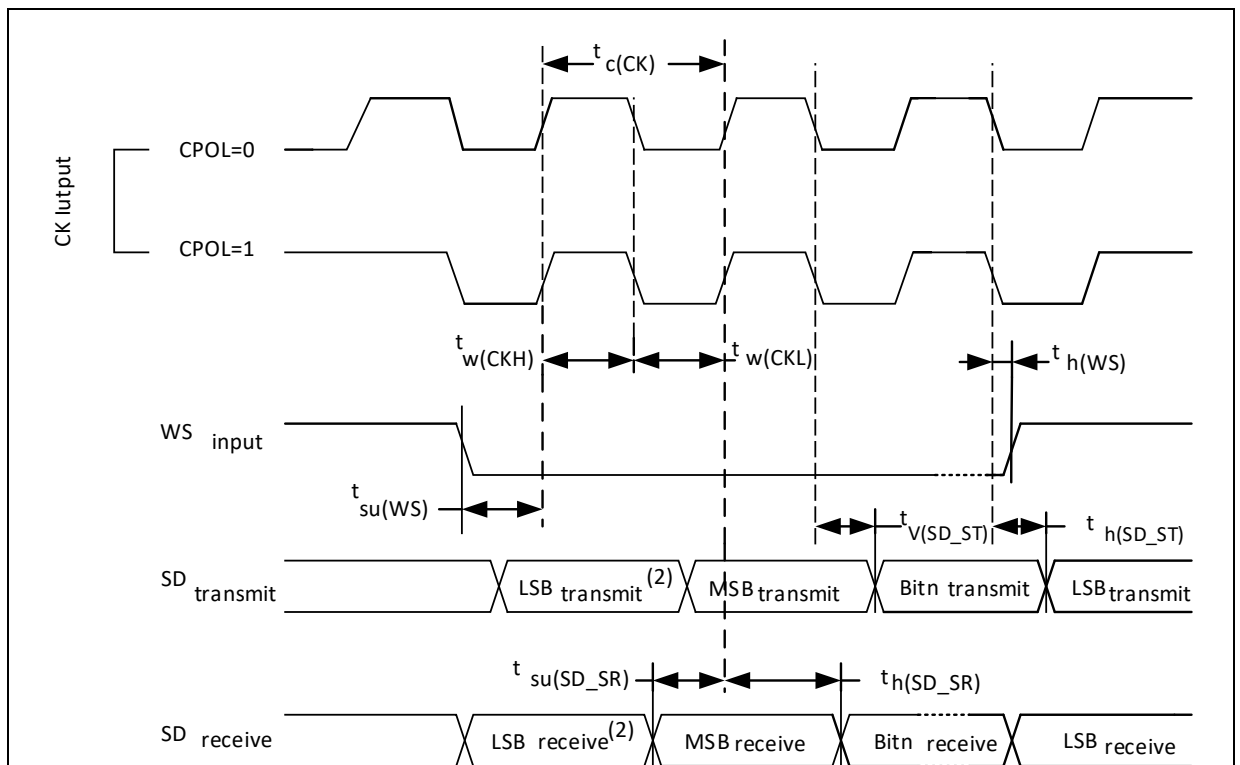 t c(CK)
CK Iutput
CPOL=0
CPOL=1
t w(CKH)
t w(CKL)
t h(WS)
WS input
t su(WS)
t V(SD_ST)
t h(SD_ST)
SD transmit
LSB transmit(2)
MSB transmit
Bitn transmit
LSB transmit
t su(SD_SR)
t h(SD_SR)
SD receive
LSB receive(2)
MSB receive
Bitn receive
LSB receive